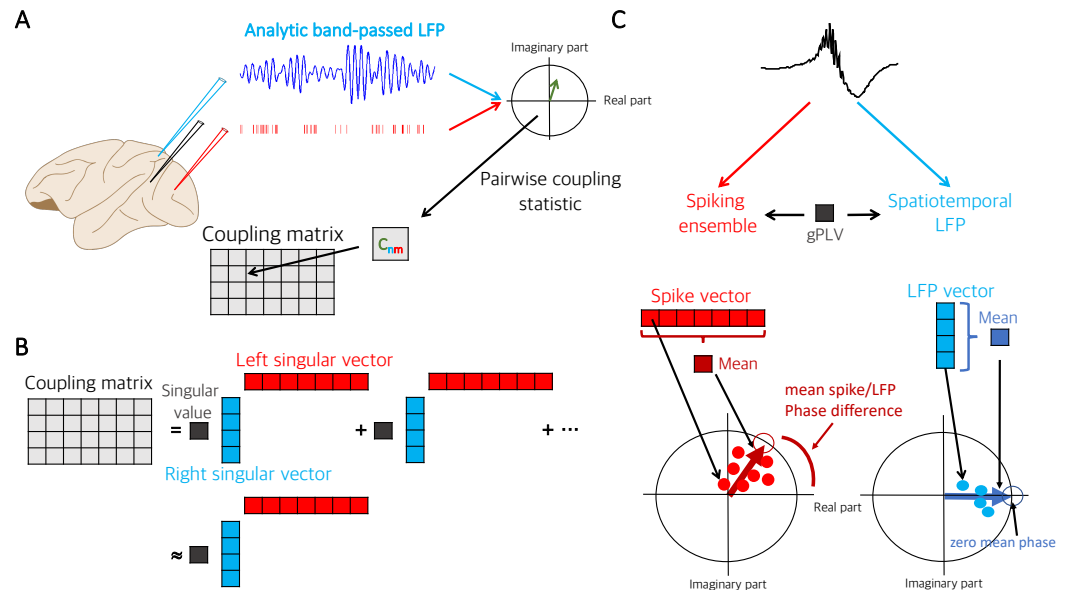 A
Analytic band-passed LFP
Imaginary part
Real part
Pairwise coupling
statistic
Coupling matrix
Cnm
B
Coupling matrix
Left singular vector
Singular
value
=
+
+ ···
Right singular vector
≈
C
Spiking
ensemble
gPLV
Spatiotemporal
LFP
Spike vector
Mean
LFP vector
Mean
mean spike/LFP
Phase difference
Real part
Imaginary part
zero mean phase
Imaginary part